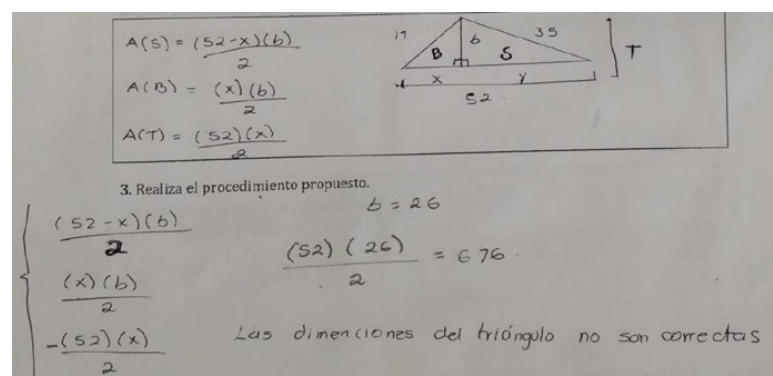 A(S) = (52-x)(b)
2
A(B) = (x)(b)
2
A(T) = (52)(x)
2
17
b
35
B
S
T
x
y
52
3. Realiza el procedimiento propuesto.
b = 26
(52-x)(b)
2
(52)(26) = 676
2
(x)(b)
2
-(52)(x)
2
Las dimenciones del triángulo no son correctas